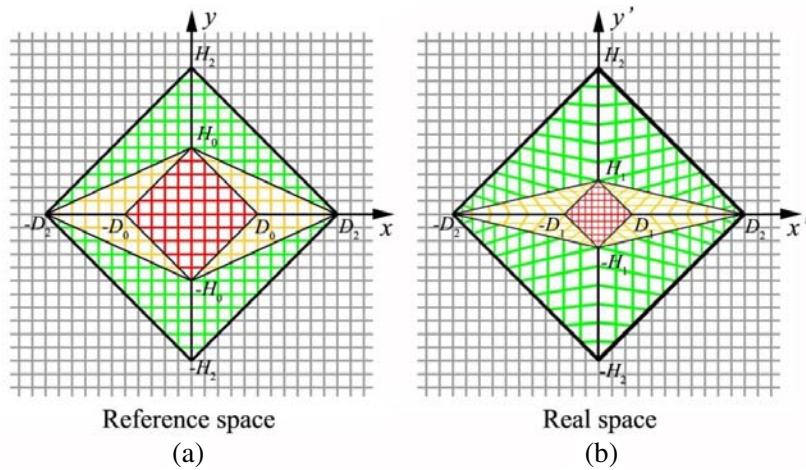 y
H₂
H₀
-D₂
-D₀
D₀
D₂
x
-H₀
-H₂
Reference space
(a)
y’
H₂
H₁
-D₂
-D₁
D₁
D₂
x’
-H₁
-H₂
Real space
(b)